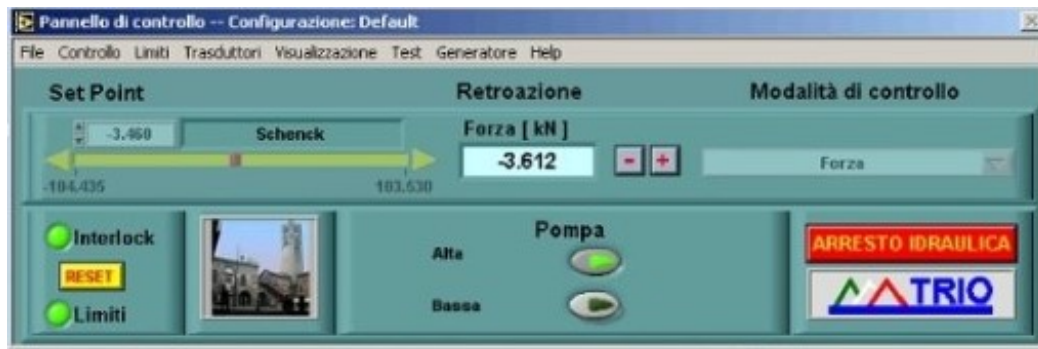 Pannello di controllo -- Configurazione: Default
File Controllo Limiti Trasduttori Visualizzazione Test Generatore Help
Set Point
Retroazione
Modalità di controllo
-3.460
Schenck
-104.435
103.530
Forza [ kN ]
-3.612
- +
Forza
Interlock
RESET
Limiti
Pompa
Alta
Bassa
ARRESTO IDRAULICA
TRIO